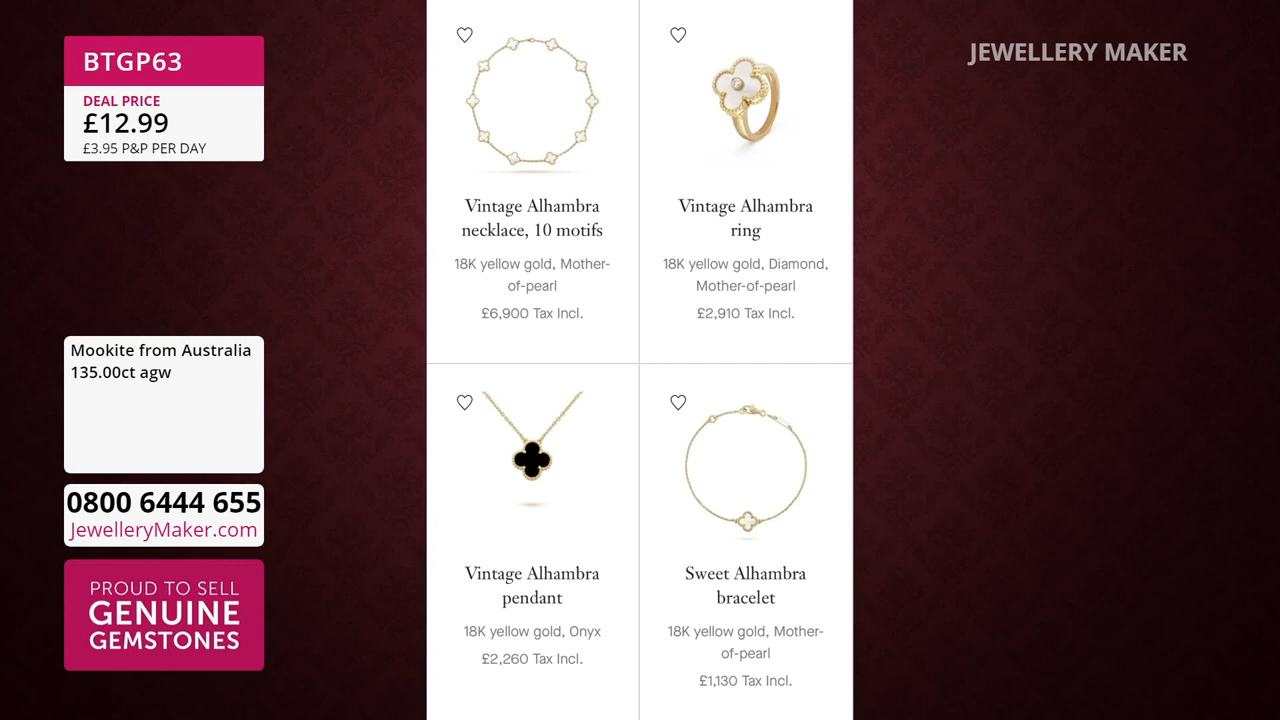 BTGP63
DEAL PRICE
£12.99
£3.95 P&P PER DAY
Mookite from Australia
135.00ct agw
0800 6444 655
JewelleryMaker.com
PROUD TO SELL
GENUINE
GEMSTONES
Vintage Alhambra
necklace, 10 motifs
18K yellow gold, Mother-
of-pearl
£6,900 Tax Incl.
Vintage Alhambra
ring
18K yellow gold, Diamond,
Mother-of-pearl
£2,910 Tax Incl.
Vintage Alhambra
pendant
18K yellow gold, Onyx
£2,260 Tax Incl.
Sweet Alhambra
bracelet
18K yellow gold, Mother-
of-pearl
£1,130 Tax Incl.
JEWELLERY MAKER